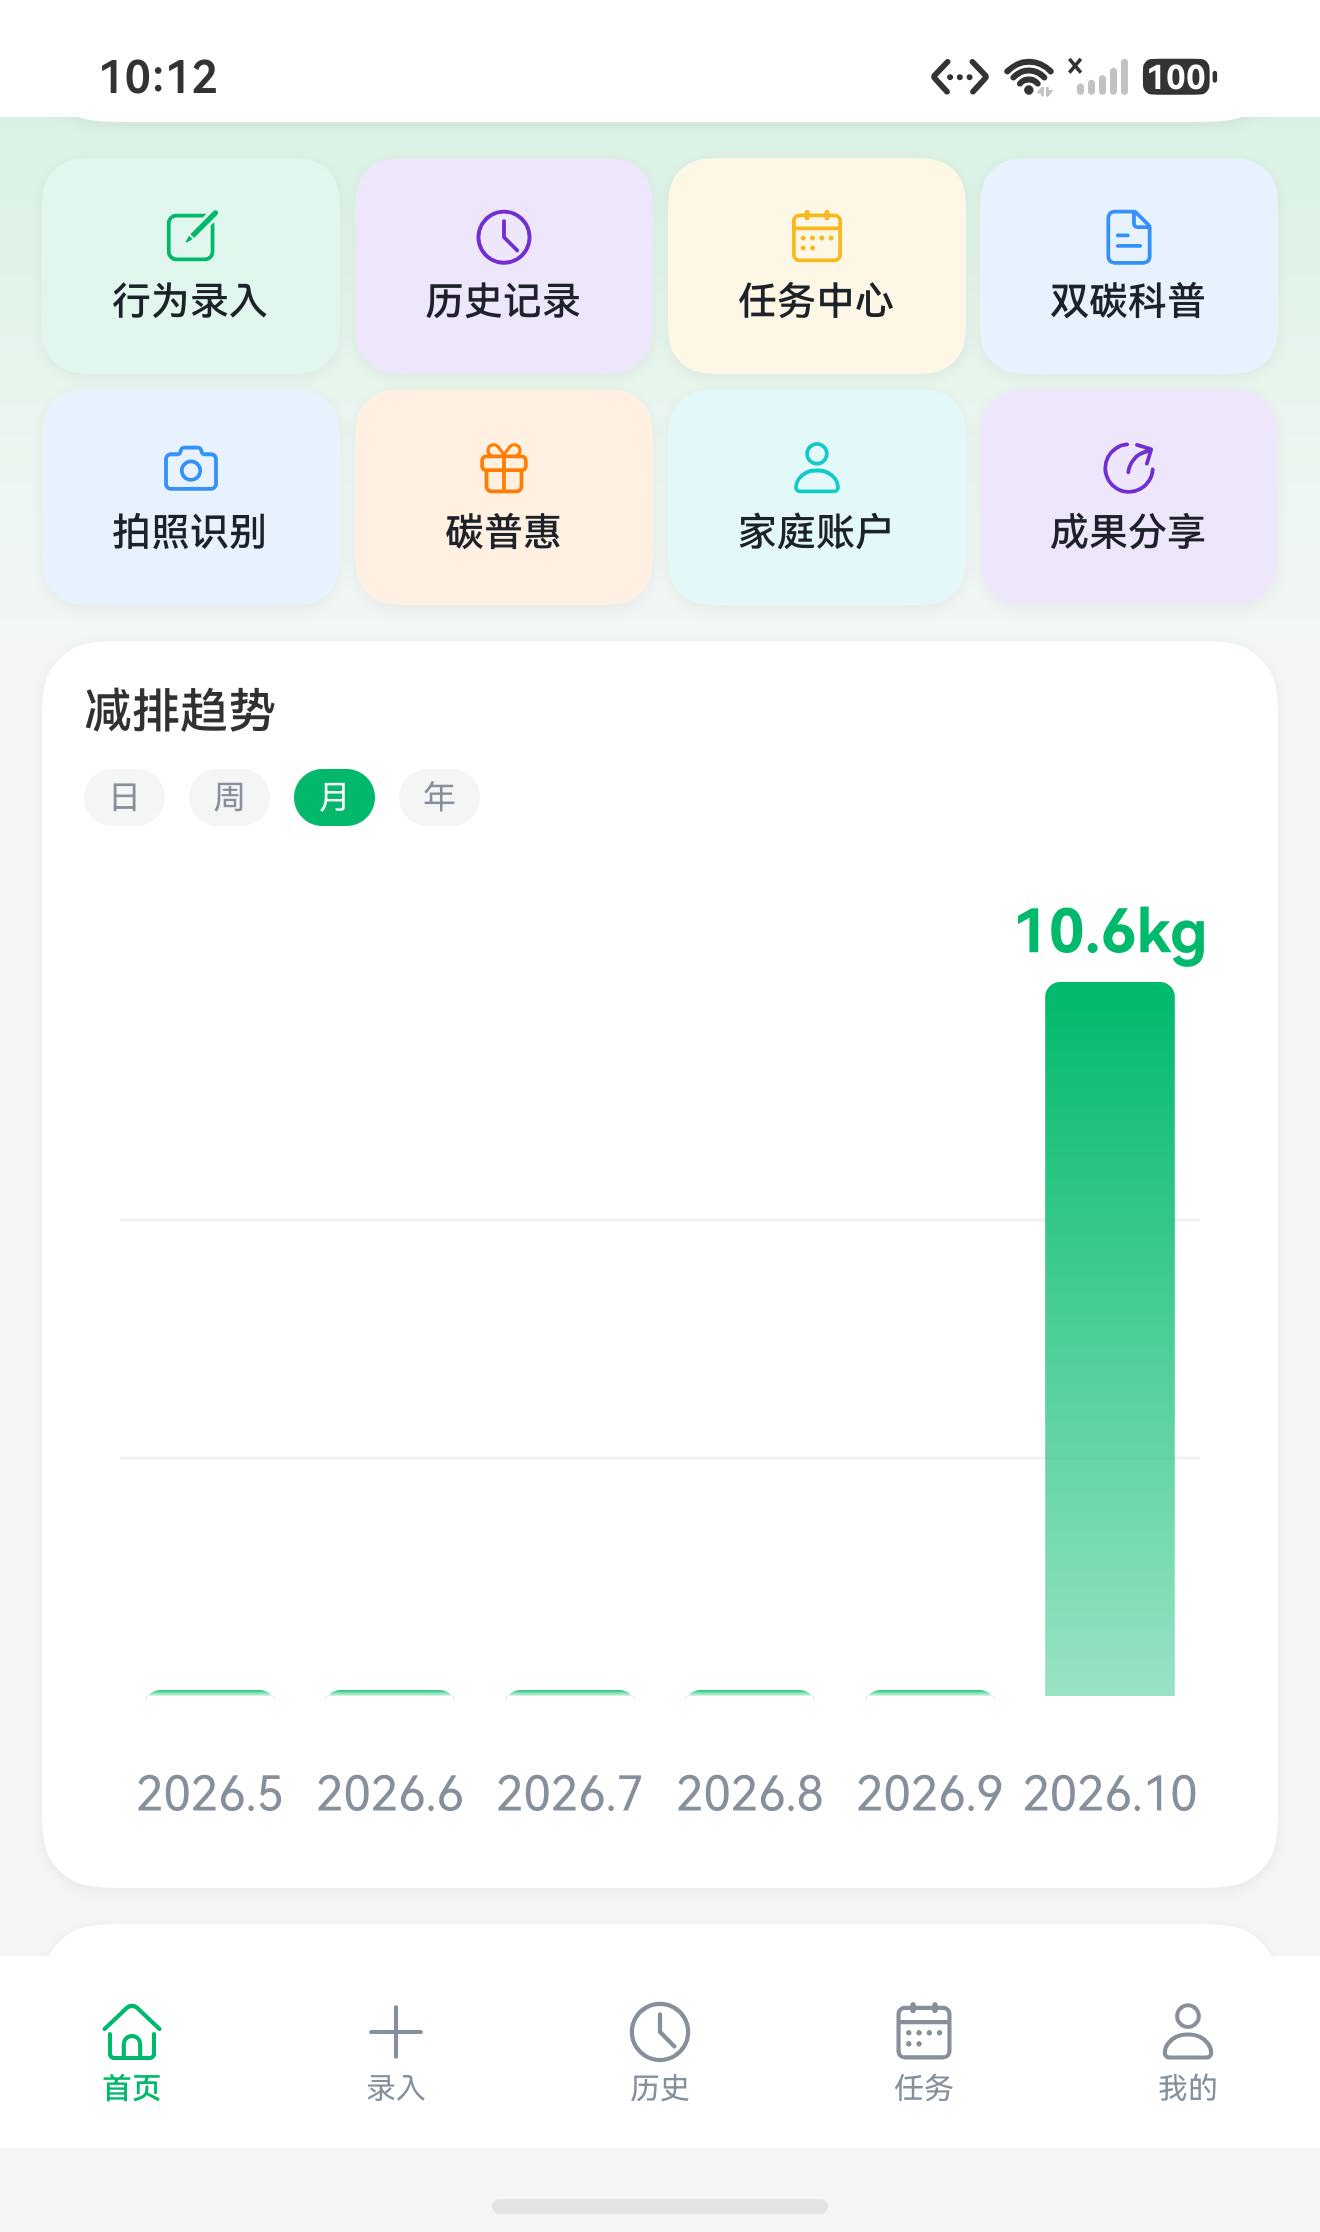 10:12
100
行为录入 历史记录 任务中心 双碳科普
拍照识别 碳普惠 家庭账户 成果分享
减排趋势
日 周 月 年
10.6kg
2026.5 2026.6 2026.7 2026.8 2026.9 2026.10
首页 录入 历史 任务 我的